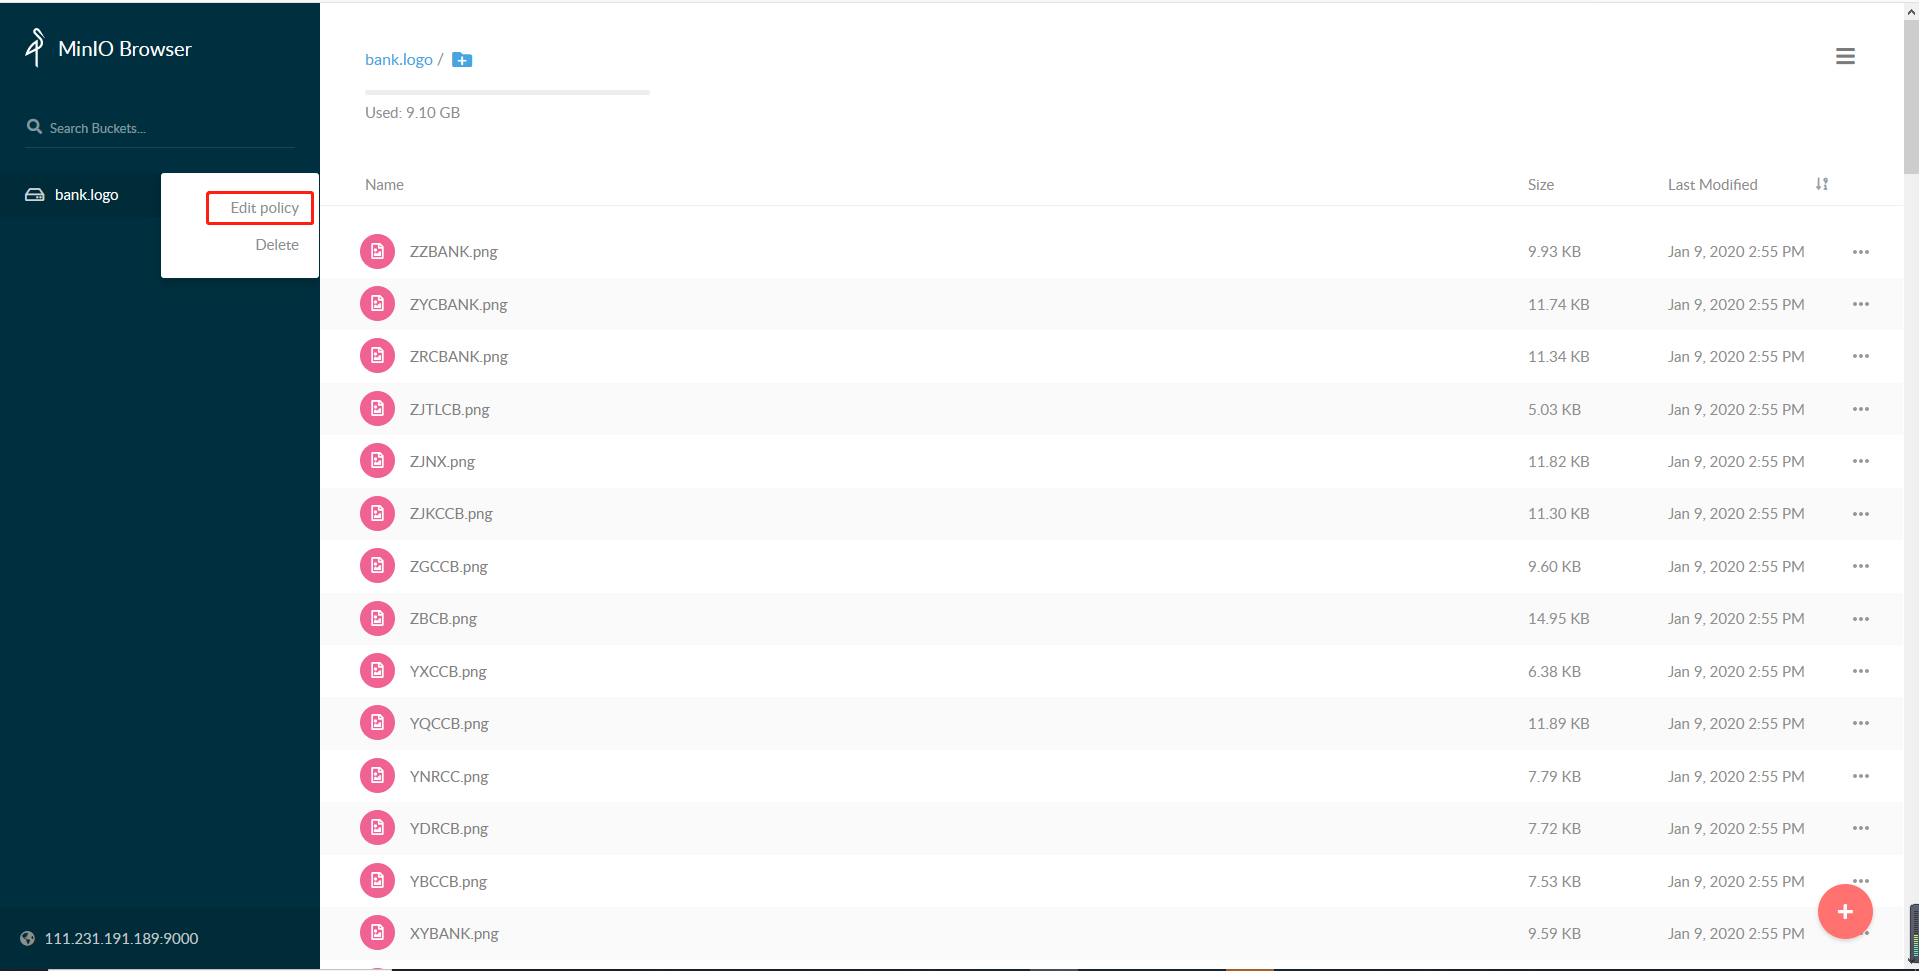 MinIO Browser
Search Buckets...
bank.logo
Edit policy
Delete
111.231.191.189:9000
bank.logo /
Used: 9.10 GB
Name Size Last Modified
ZZBANK.png 9.93 KB Jan 9, 2020 2:55 PM
ZYCBANK.png 11.74 KB Jan 9, 2020 2:55 PM
ZRCBANK.png 11.34 KB Jan 9, 2020 2:55 PM
ZJTLCB.png 5.03 KB Jan 9, 2020 2:55 PM
ZJNX.png 11.82 KB Jan 9, 2020 2:55 PM
ZJKCCB.png 11.30 KB Jan 9, 2020 2:55 PM
ZGCCB.png 9.60 KB Jan 9, 2020 2:55 PM
ZBCB.png 14.95 KB Jan 9, 2020 2:55 PM
YXCCB.png 6.38 KB Jan 9, 2020 2:55 PM
YQCCB.png 11.89 KB Jan 9, 2020 2:55 PM
YNRCC.png 7.79 KB Jan 9, 2020 2:55 PM
YDRCB.png 7.72 KB Jan 9, 2020 2:55 PM
YBCCB.png 7.53 KB Jan 9, 2020 2:55 PM
XYBANK.png 9.59 KB Jan 9, 2020 2:55 PM